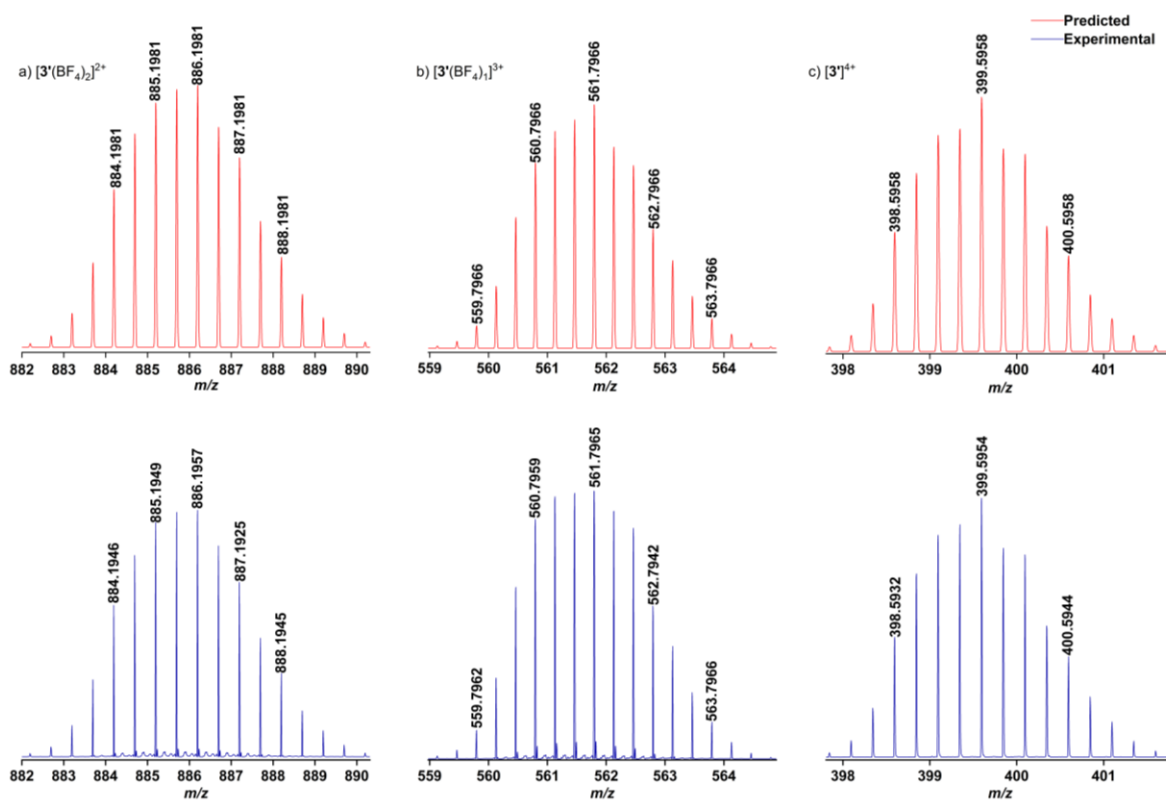 Predicted
Experimental
a) [3'(BF₄)₂]²⁺
884.1981
885.1981
886.1981
887.1981
888.1981
882 883 884 885 886 887 888 889 890
m/z
b) [3'(BF₄)₁]³⁺
559.7966
560.7966
561.7966
562.7966
563.7966
559 560 561 562 563 564
m/z
c) [3']⁴⁺
398.5958
399.5958
400.5958
398 399 400 401
m/z
884.1946
885.1949
886.1957
887.1925
888.1945
882 883 884 885 886 887 888 889 890
m/z
559.7962
560.7959
561.7965
562.7942
563.7966
559 560 561 562 563 564
m/z
398.5932
399.5954
400.5944
398 399 400 401
m/z